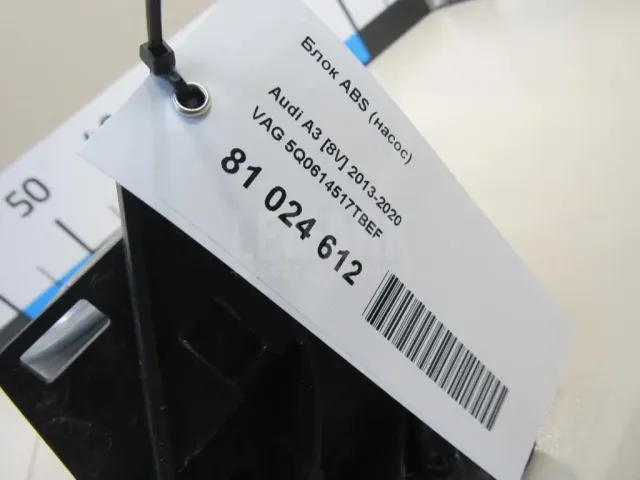 Блок ABS (насос)
Audi A3 [8V] 2013-2020
VAG 5Q0614517TBEF
81 024 612
50